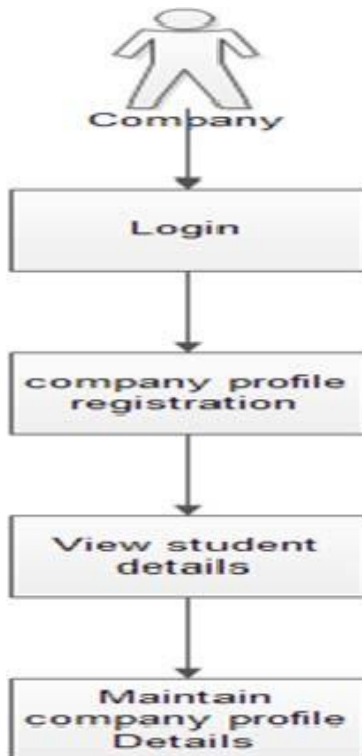 Company
Login
company profile
registration
View student
details
Maintain
company profile
Details